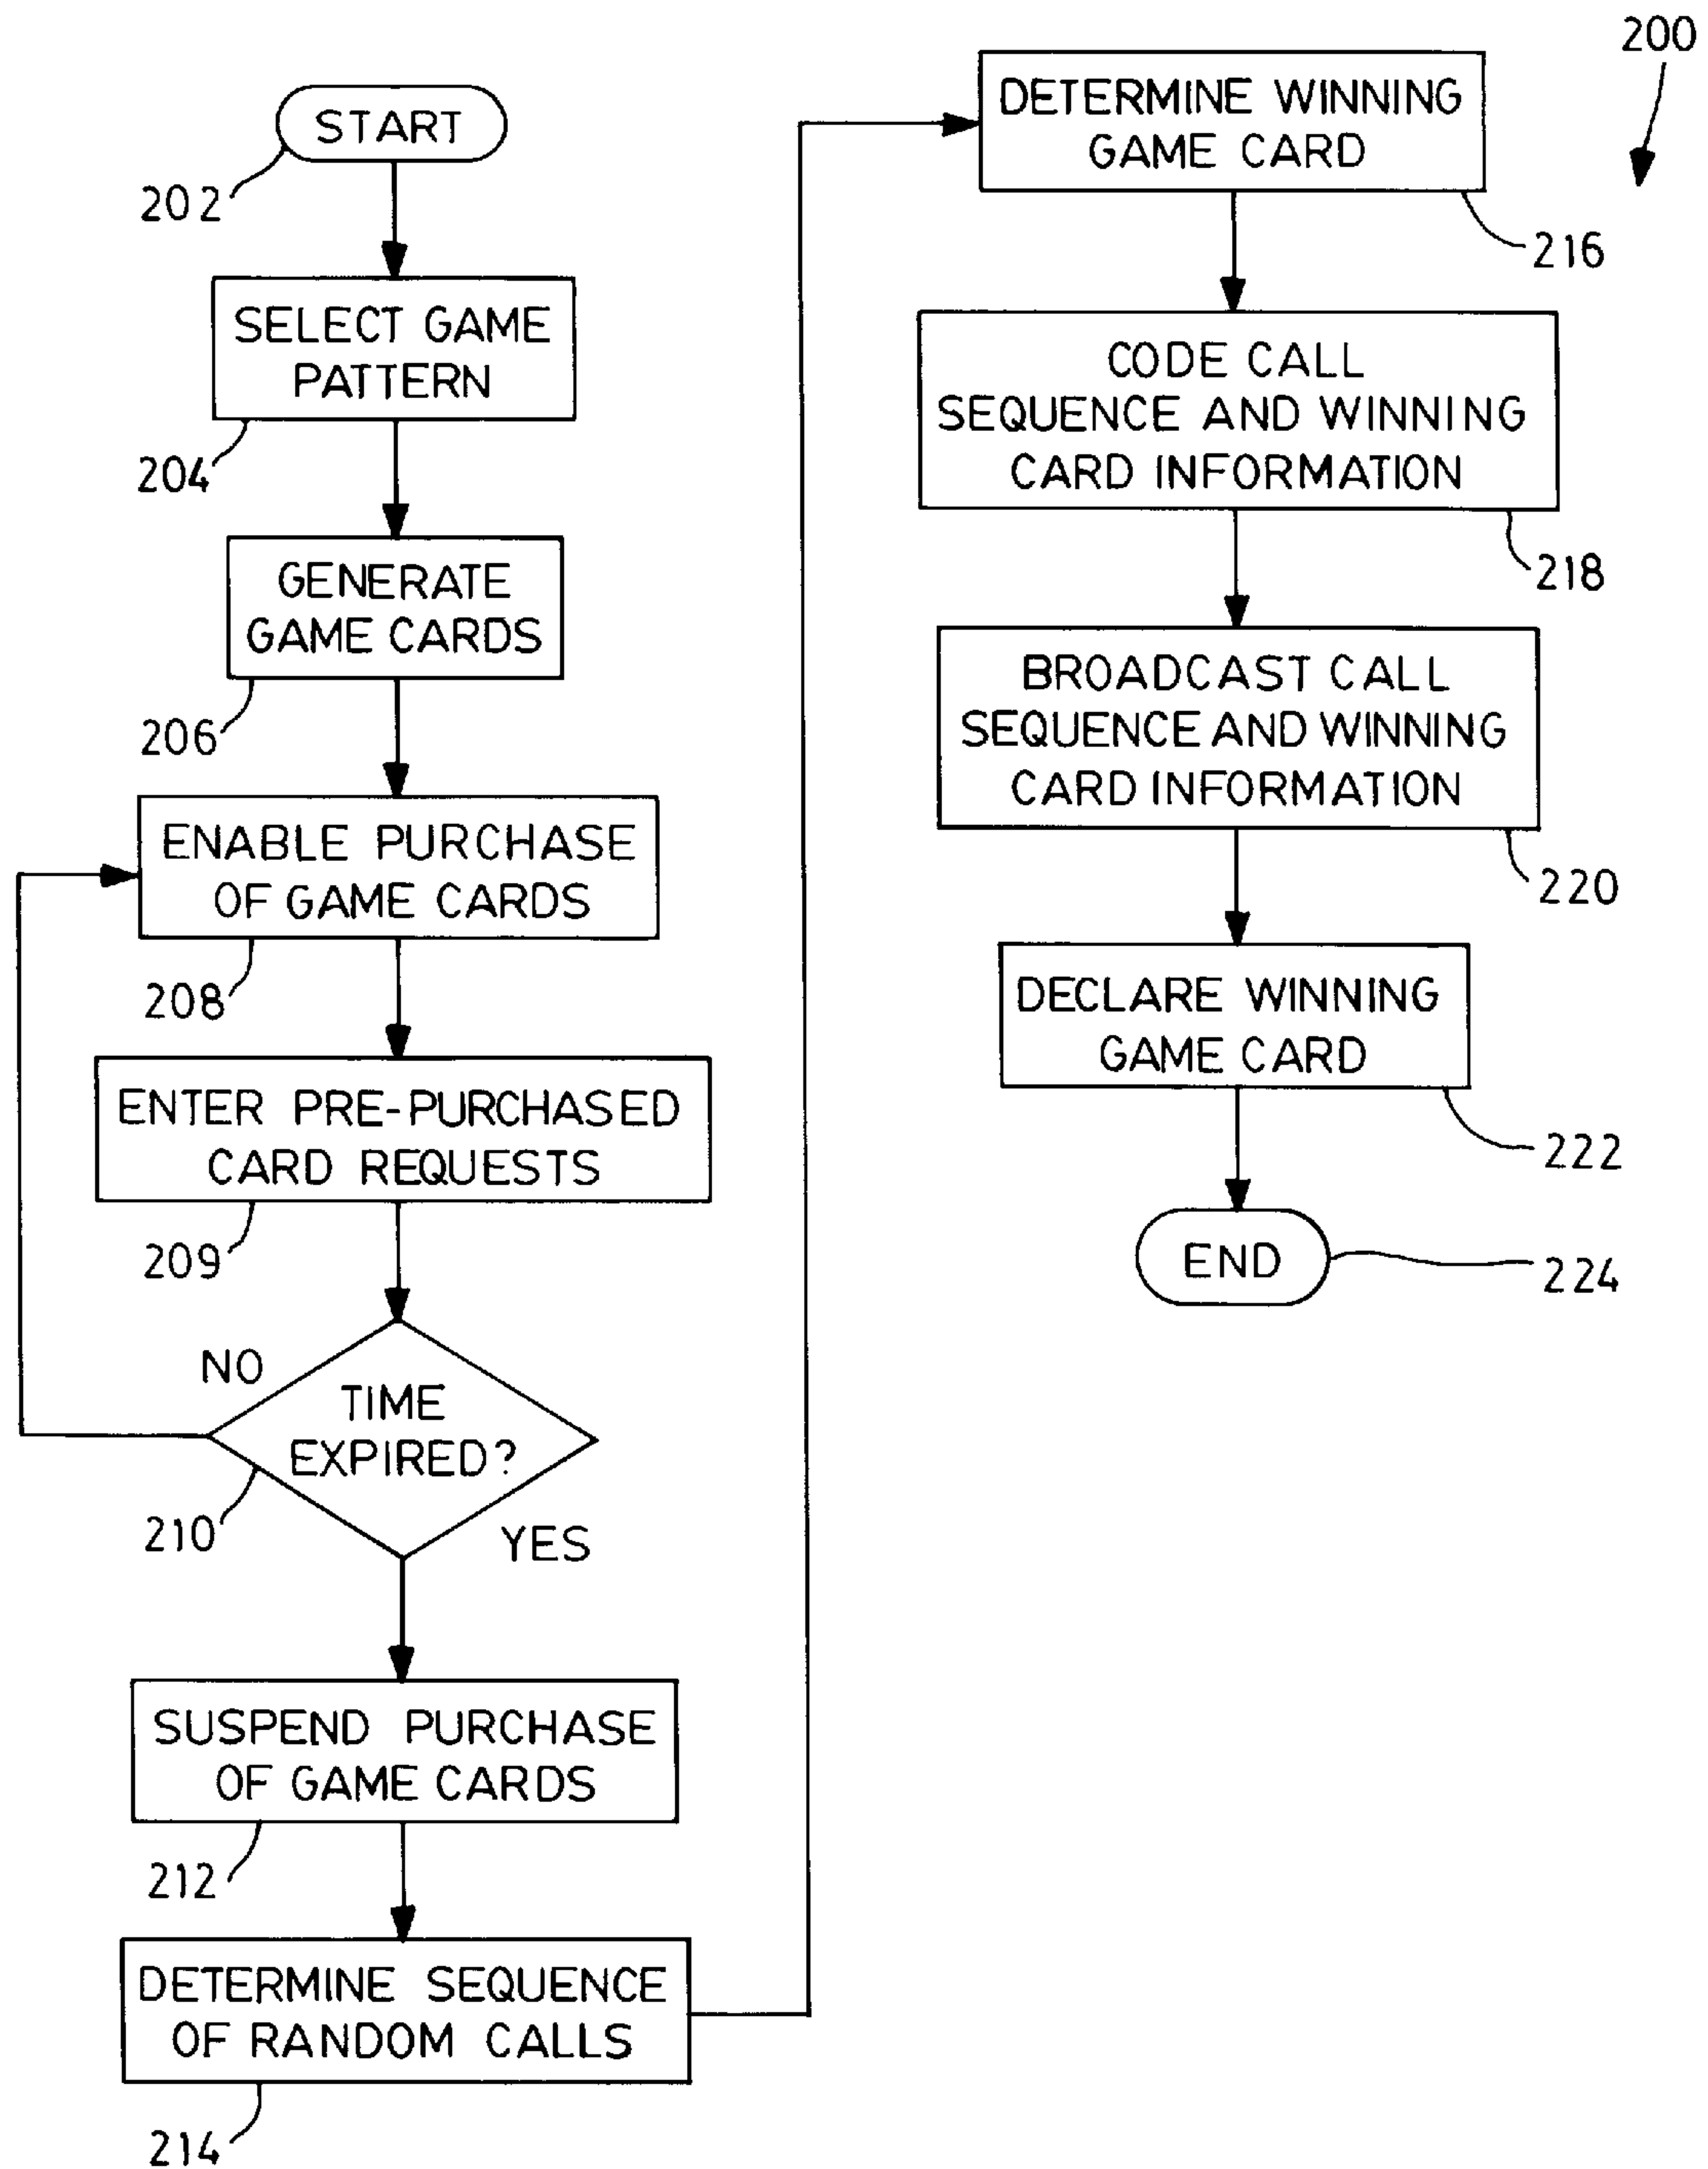 START
202
SELECT GAME
PATTERN
204
GENERATE
GAME CARDS
206
ENABLE PURCHASE
OF GAME CARDS
208
ENTER PRE-PURCHASED
CARD REQUESTS
209
NO
TIME
EXPIRED?
210
YES
SUSPEND PURCHASE
OF GAME CARDS
212
DETERMINE SEQUENCE
OF RANDOM CALLS
214
200
DETERMINE WINNING
GAME CARD
216
CODE CALL
SEQUENCE AND WINNING
CARD INFORMATION
218
BROADCAST CALL
SEQUENCE AND WINNING
CARD INFORMATION
220
DECLARE WINNING
GAME CARD
222
END
224